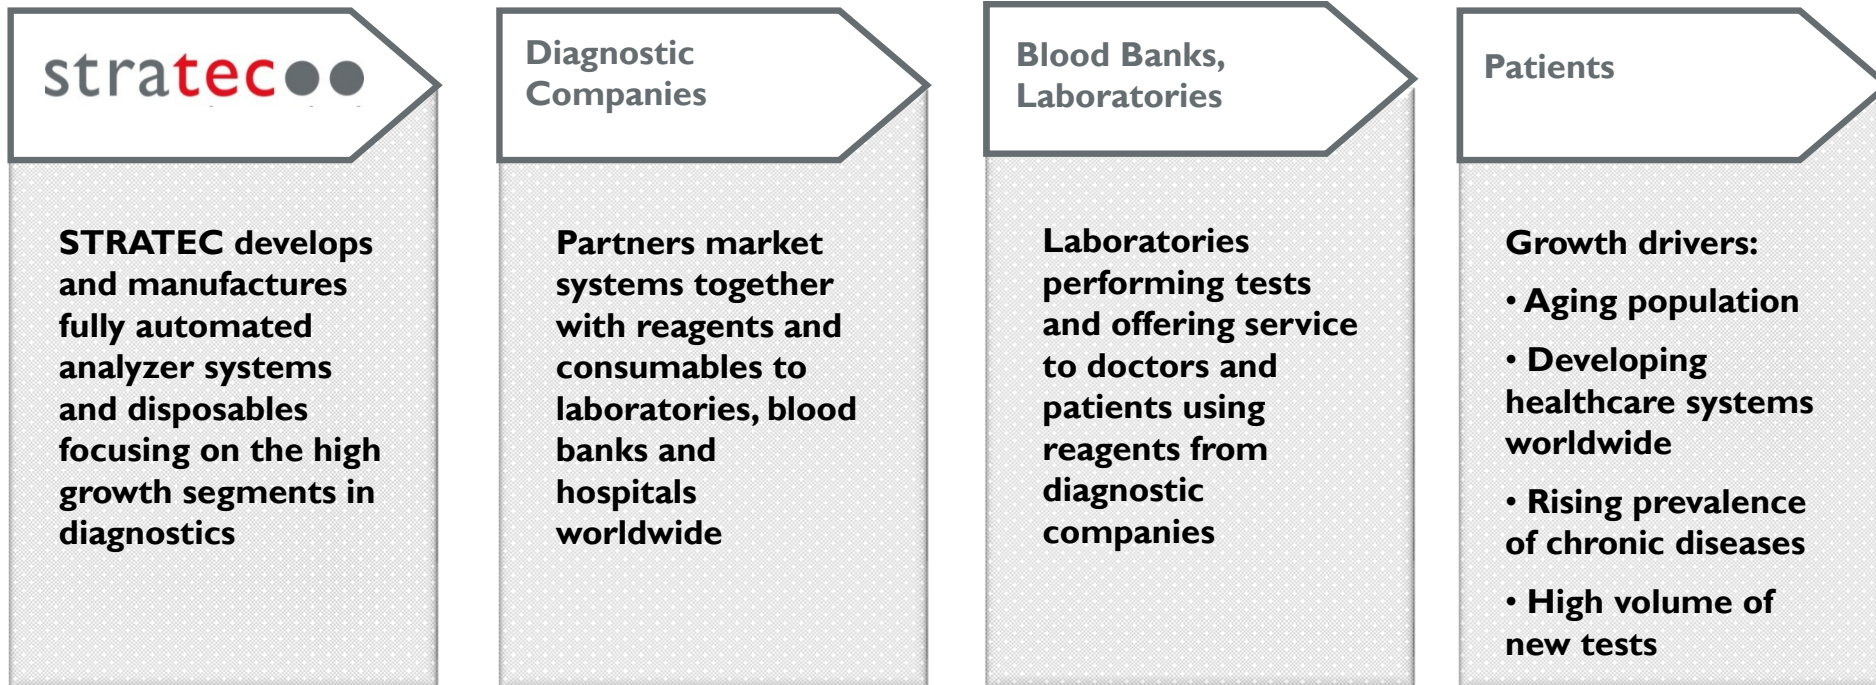 stratec
STRATEC develops
and manufactures
fully automated
analyzer systems
and disposables
focusing on the high
growth segments in
diagnostics
Diagnostic
Companies
Partners market
systems together
with reagents and
consumables to
laboratories, blood
banks and
hospitals
worldwide
Blood Banks,
Laboratories
Laboratories
performing tests
and offering service
to doctors and
patients using
reagents from
diagnostic
companies
Patients
Growth drivers:
• Aging population
• Developing
healthcare systems
worldwide
• Rising prevalence
of chronic diseases
• High volume of
new tests